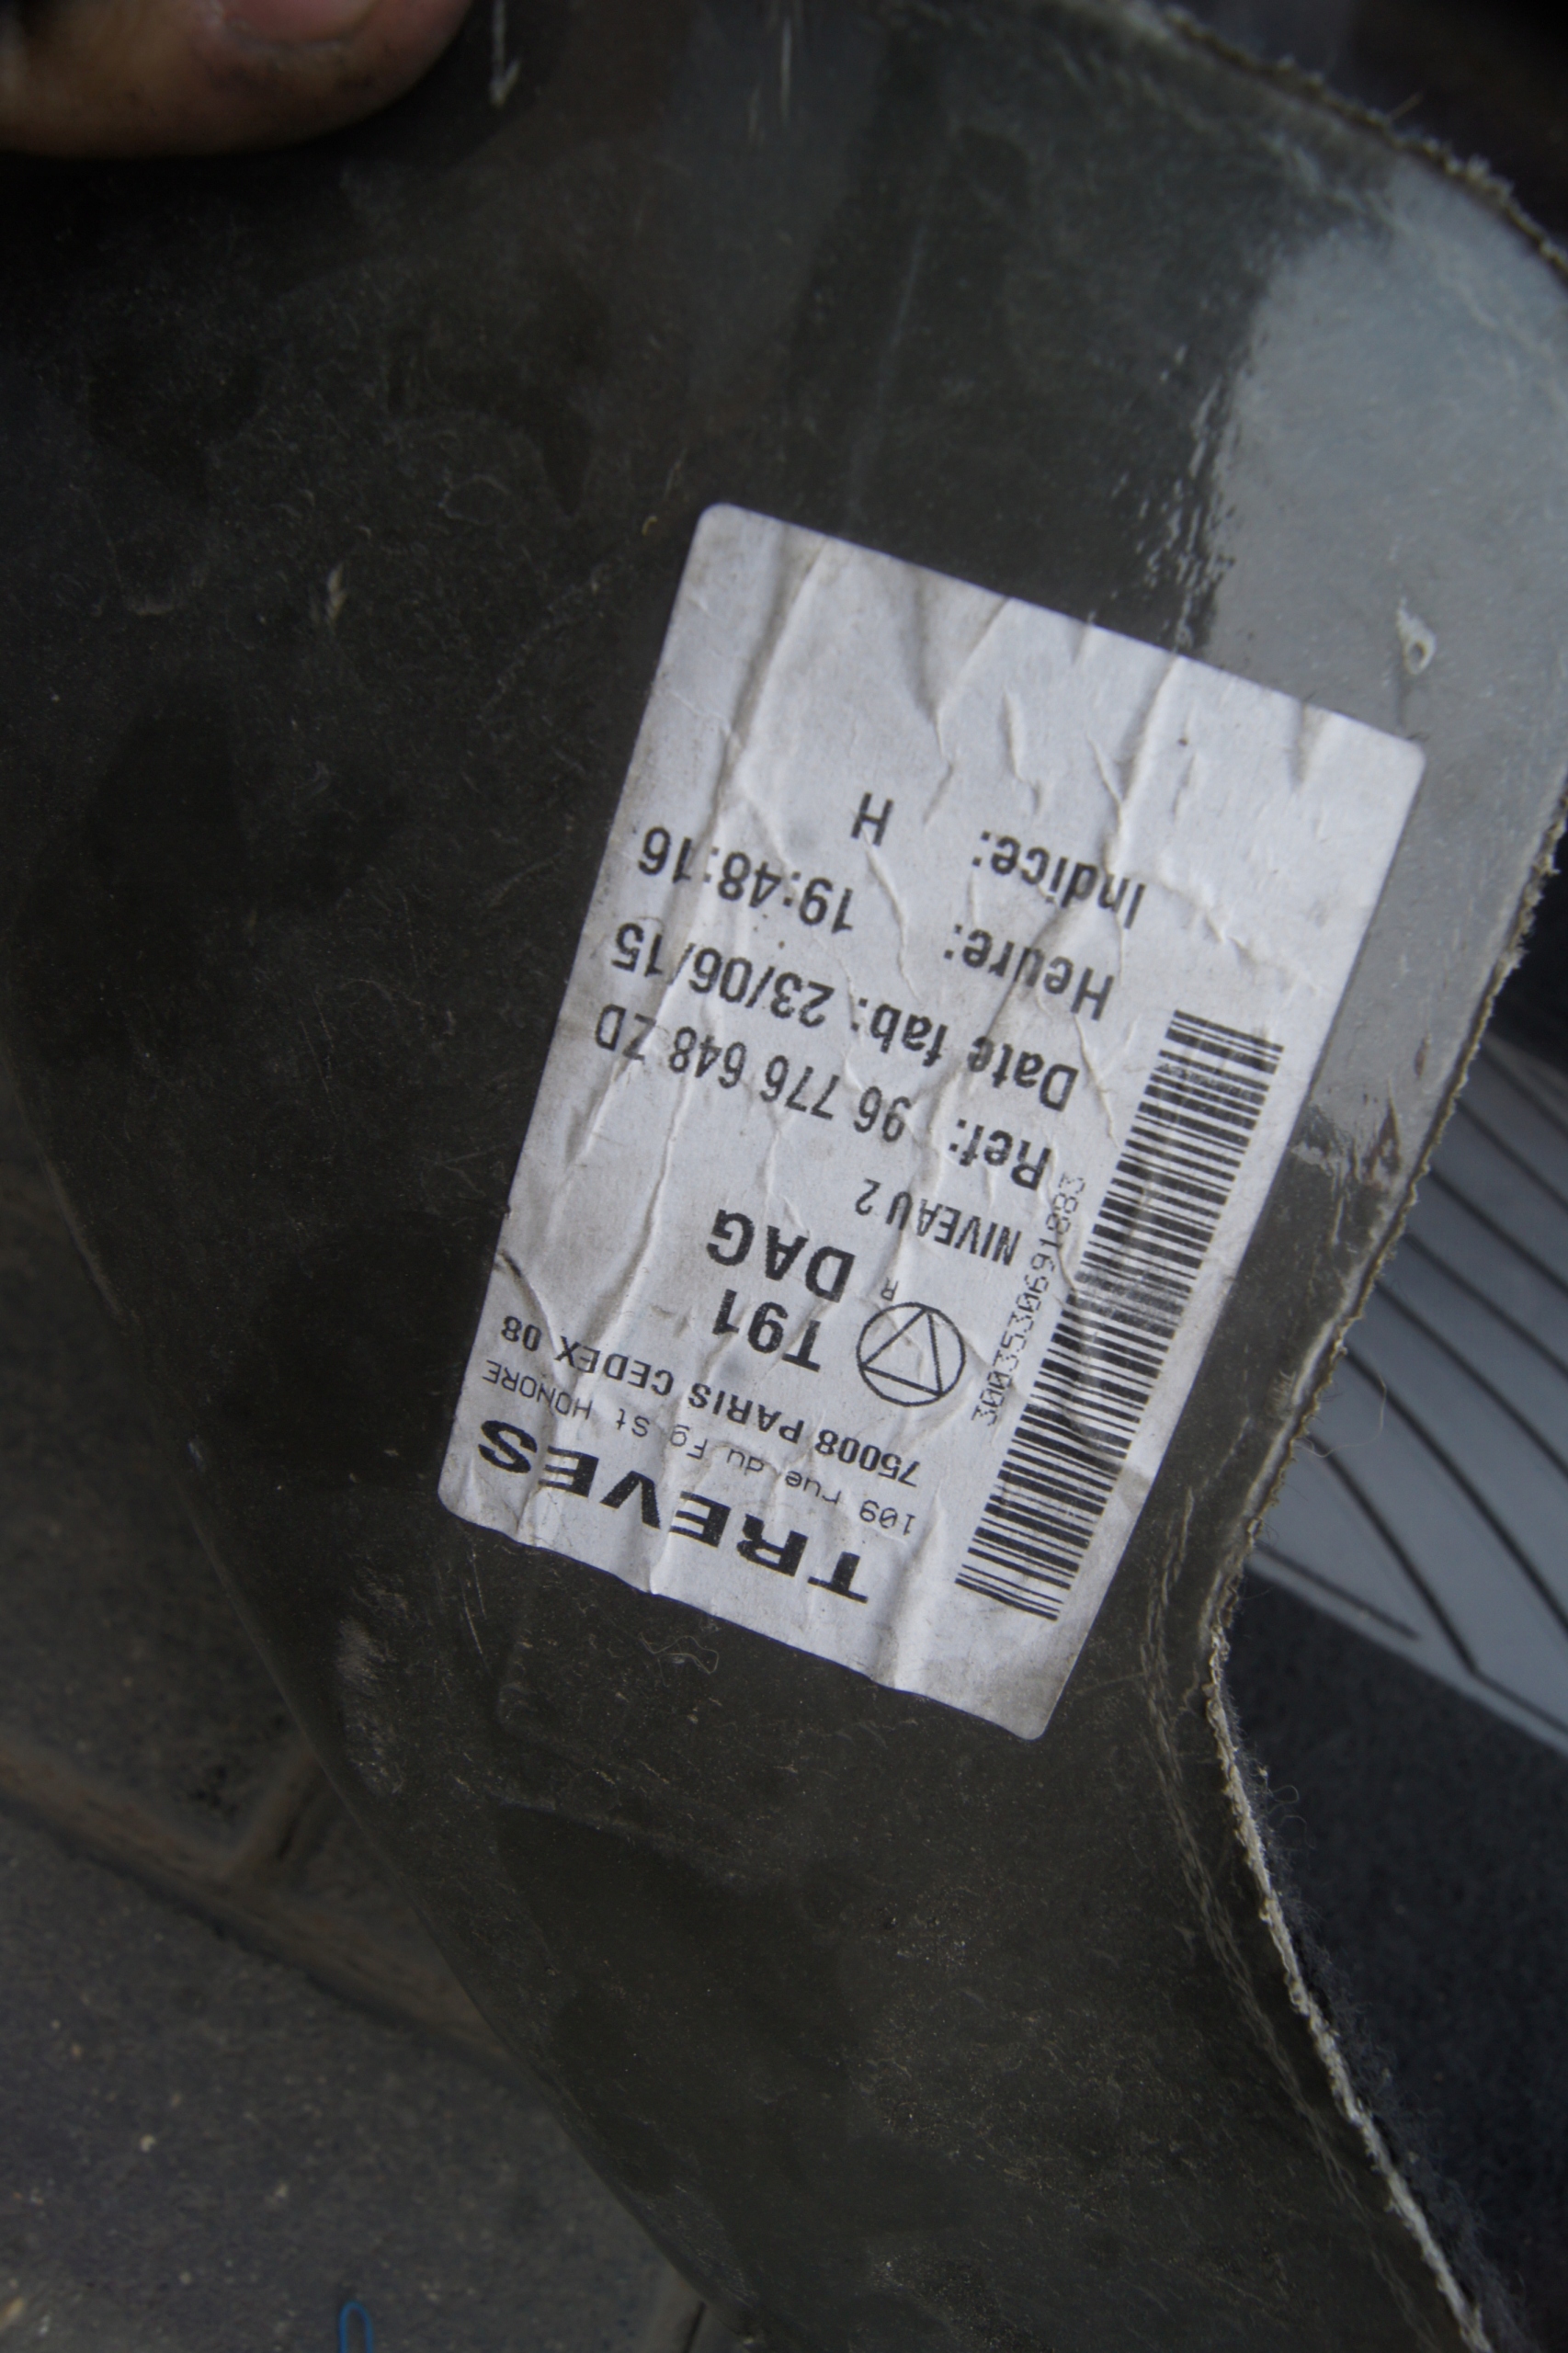 TREVES
109 rue du Fg St HONORE
75008 PARIS CEDEX 08
T91
R DAG
NIVEAU 2
Ref: 96 776 648 ZD
Date fab: 23/06/15
Heure: 19:48:16
Indice: H
3003530691883